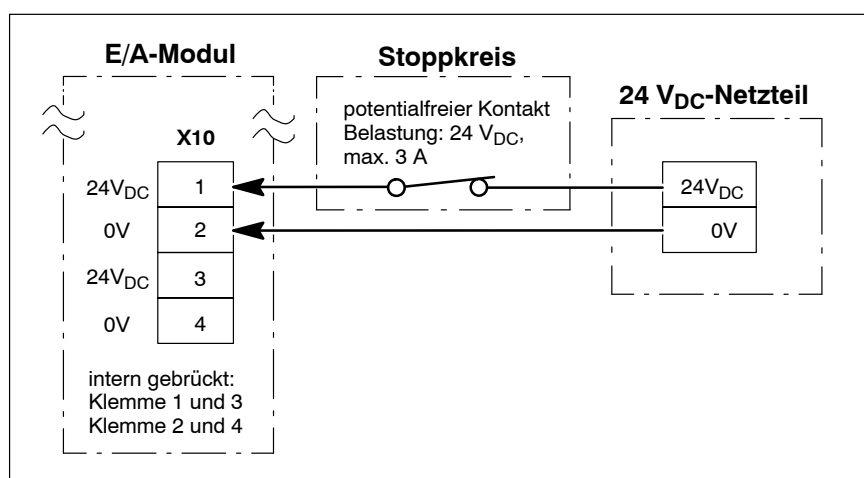 E/A-Modul
Stoppkreis
24 VDC-Netzteil
potentialfreier Kontakt
Belastung: 24 VDC,
max. 3 A
X10
24VDC 1
0V 2
24VDC 3
0V 4
24VDC
0V
intern gebrückt:
Klemme 1 und 3
Klemme 2 und 4